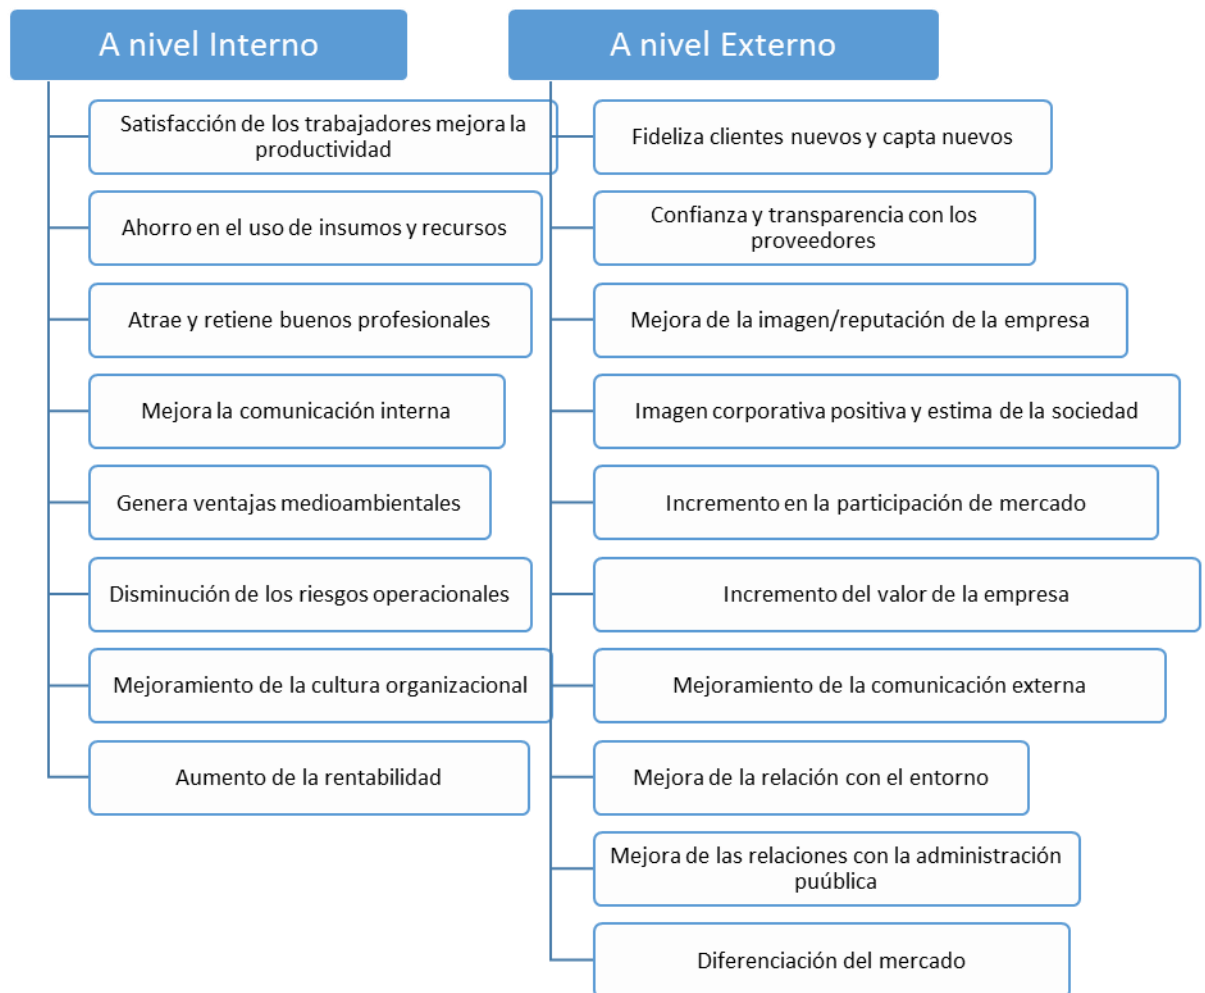 A nivel Interno
Satisfacción de los trabajadores mejora la
productividad
Ahorro en el uso de insumos y recursos
Atrae y retiene buenos profesionales
Mejora la comunicación interna
Genera ventajas medioambientales
Disminución de los riesgos operacionales
Mejoramiento de la cultura organizacional
Aumento de la rentabilidad
A nivel Externo
Fideliza clientes nuevos y capta nuevos
Confianza y transparencia con los
proveedores
Mejora de la imagen/reputación de la empresa
Imagen corporativa positiva y estima de la sociedad
Incremento en la participación de mercado
Incremento del valor de la empresa
Mejoramiento de la comunicación externa
Mejora de la relación con el entorno
Mejora de las relaciones con la administración
puública
Diferenciación del mercado